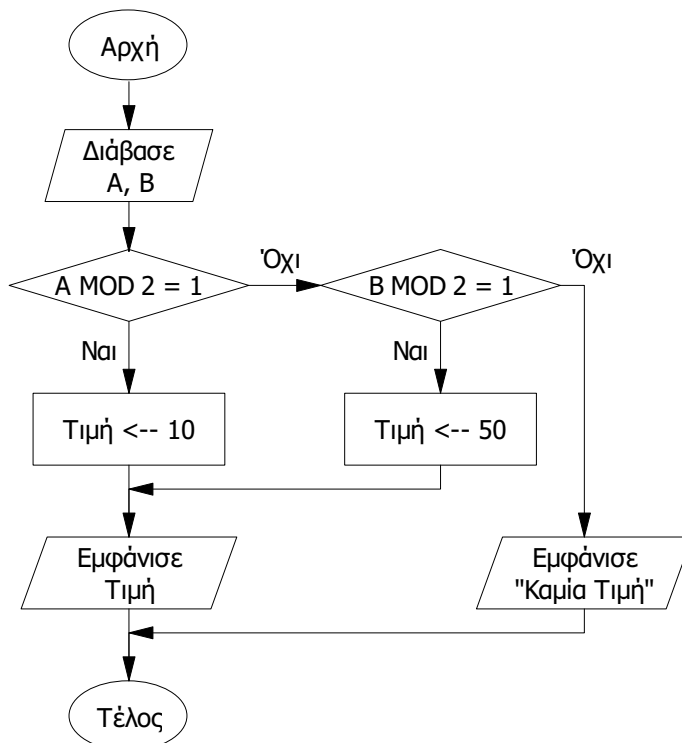 Αρχή
Διάβασε
Α, Β
Α MOD 2 = 1
Όχι
Β MOD 2 = 1
Όχι
Ναι
Ναι
Τιμή <-- 10
Τιμή <-- 50
Εμφάνισε
Τιμή
Εμφάνισε
"Καμία Τιμή"
Τέλος